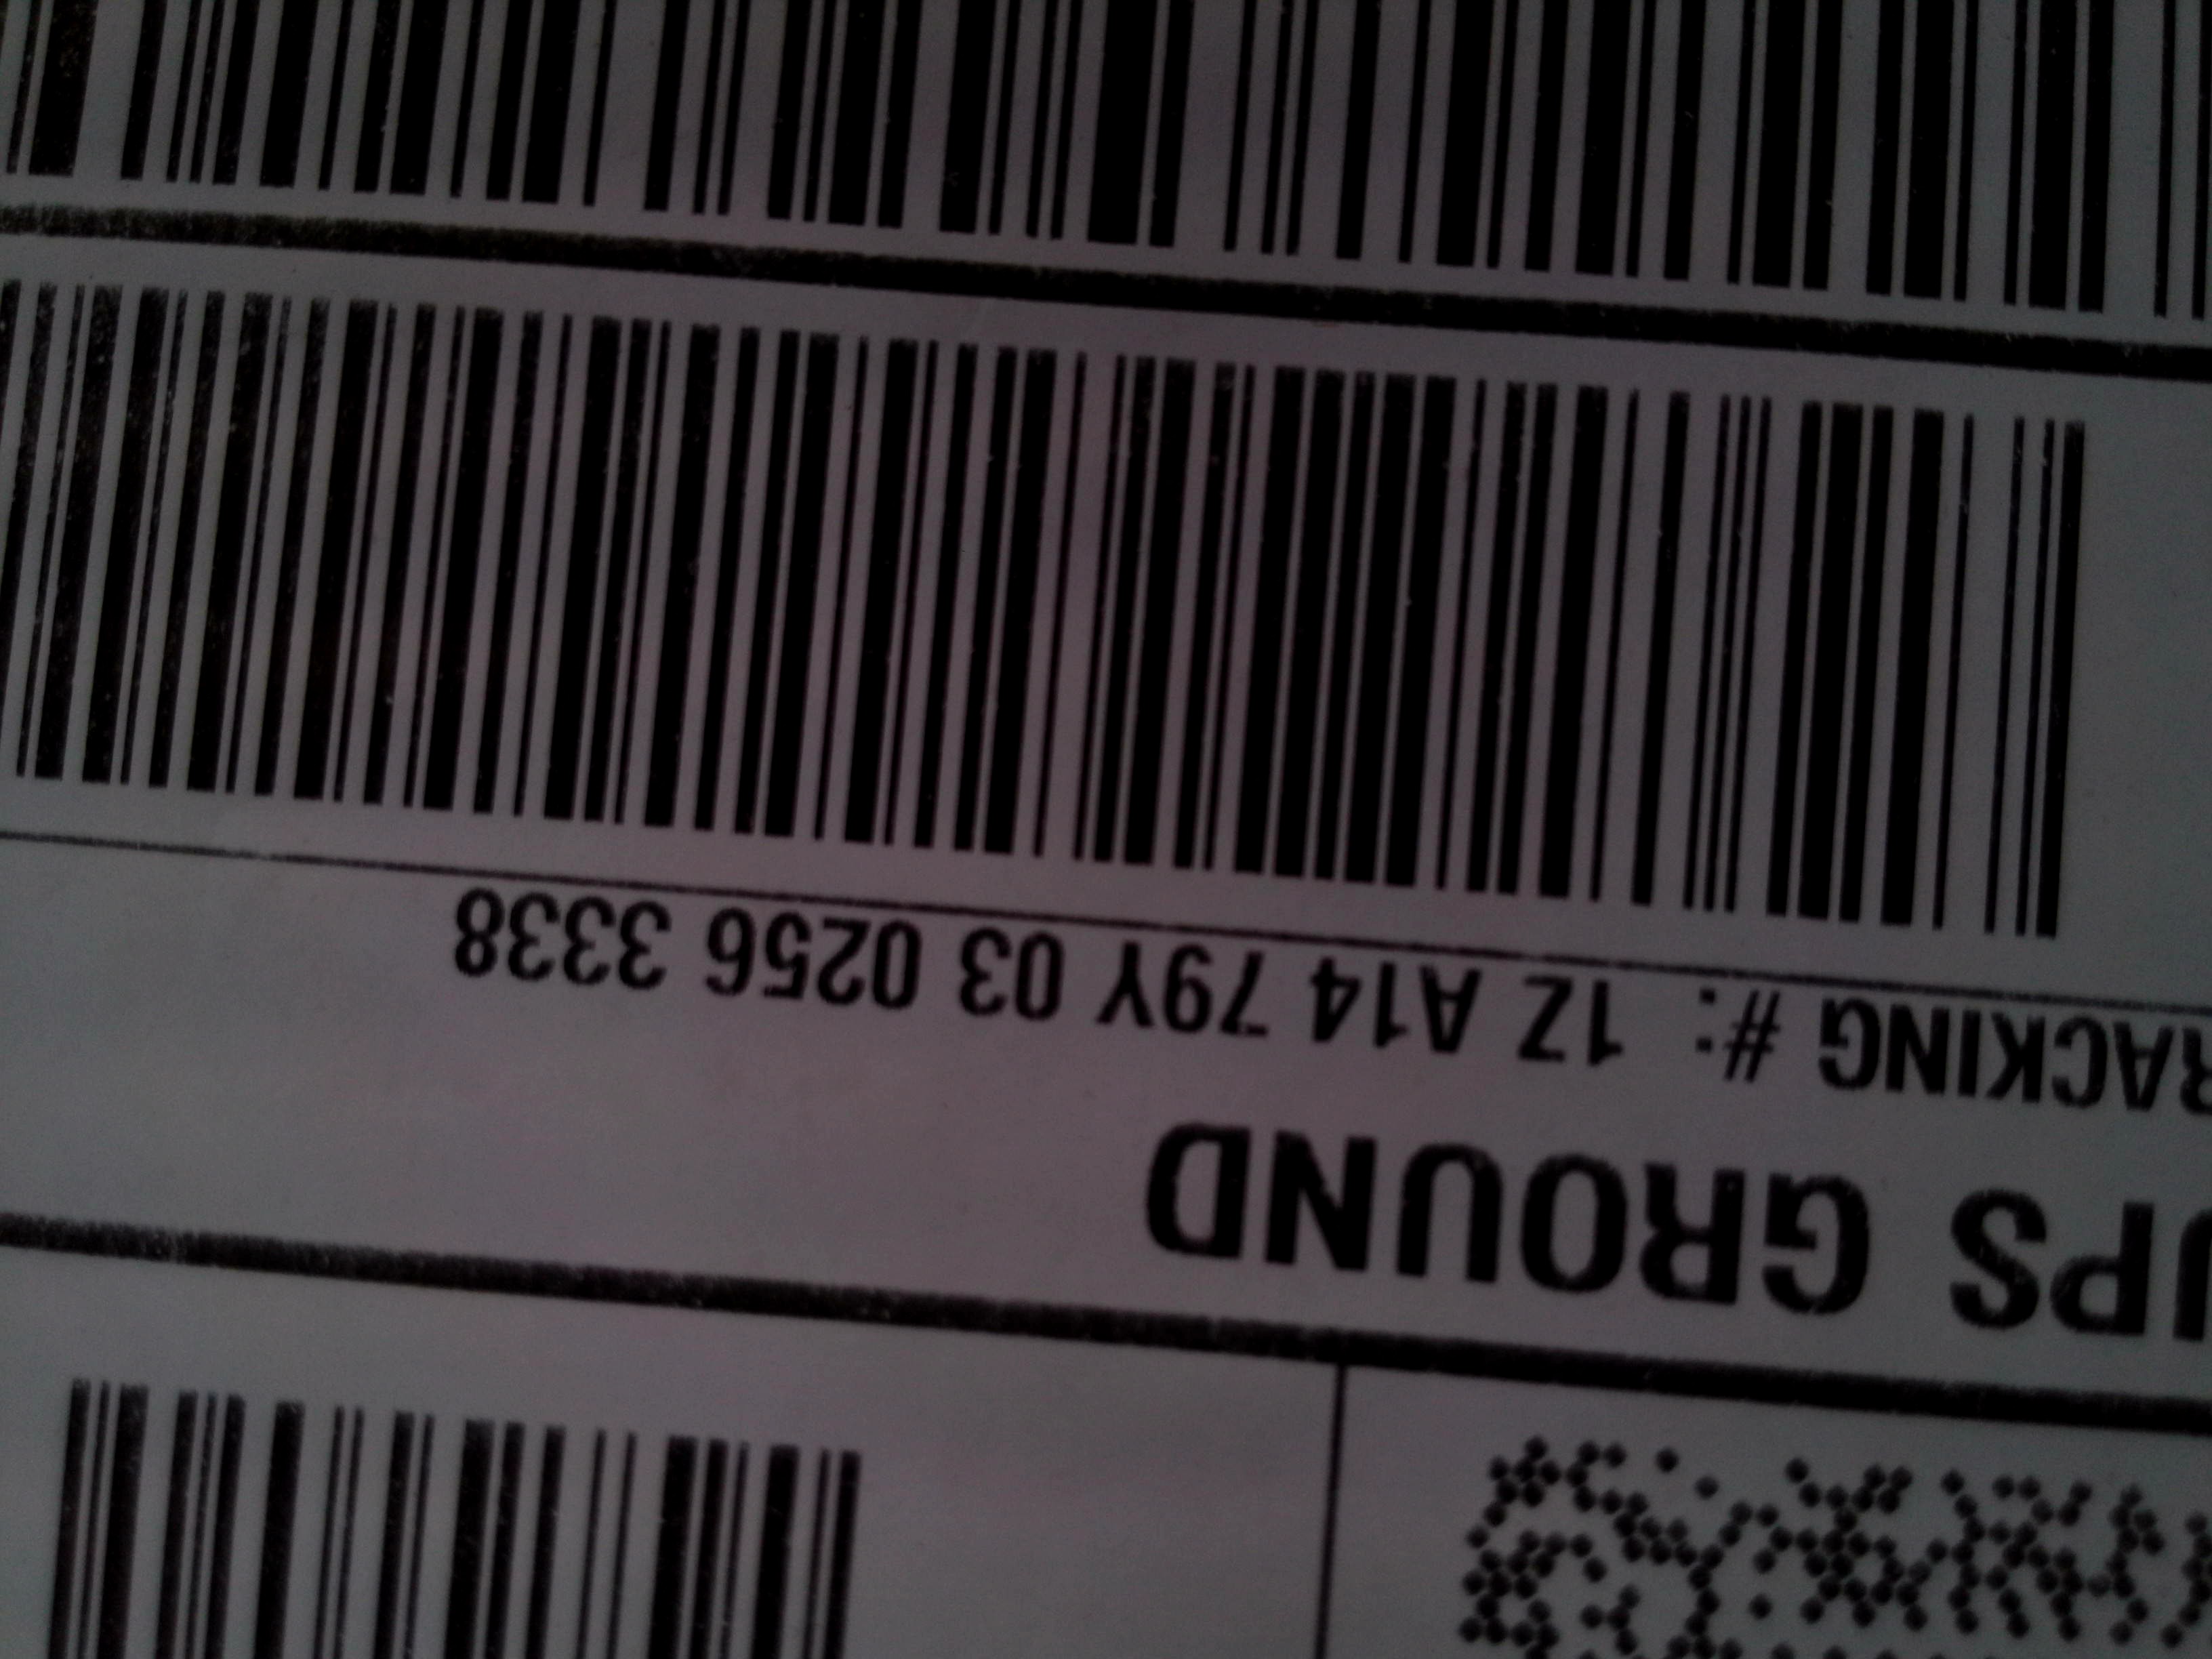 UPS GROUND
RACKING #: 1Z A14 79Y 03 0256 3338